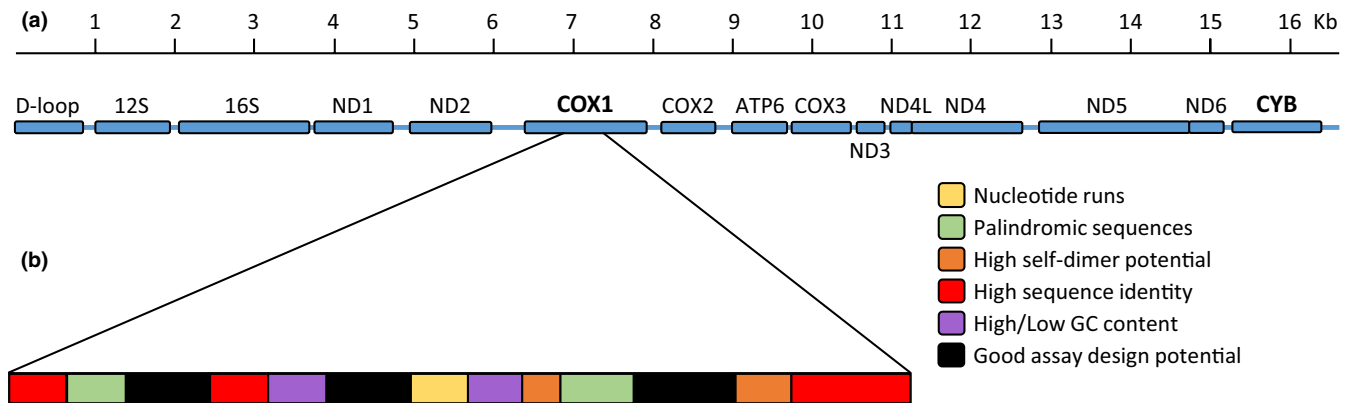 (a) 1 2 3 4 5 6 7 8 9 10 11 12 13 14 15 16 Kb
D-loop 12S 16S ND1 ND2 COX1 COX2 ATP6 COX3 ND4L ND4 ND5 ND6 CYB
ND3
Nucleotide runs
Palindromic sequences
(b) High self-dimer potential
High sequence identity
High/Low GC content
Good assay design potential